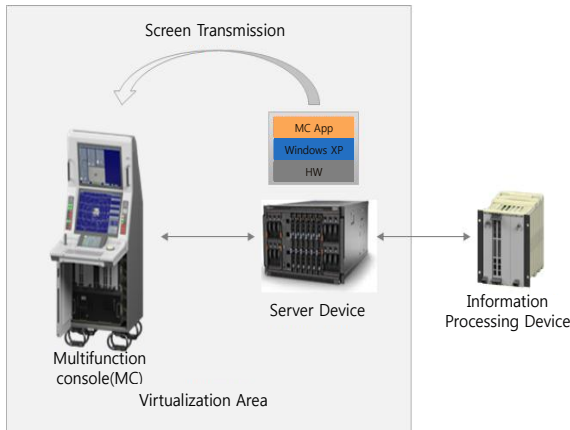 Screen Transmission
MC App
Windows XP
HW
Server Device
Information
Processing Device
Multifunction
console(MC)
Virtualization Area